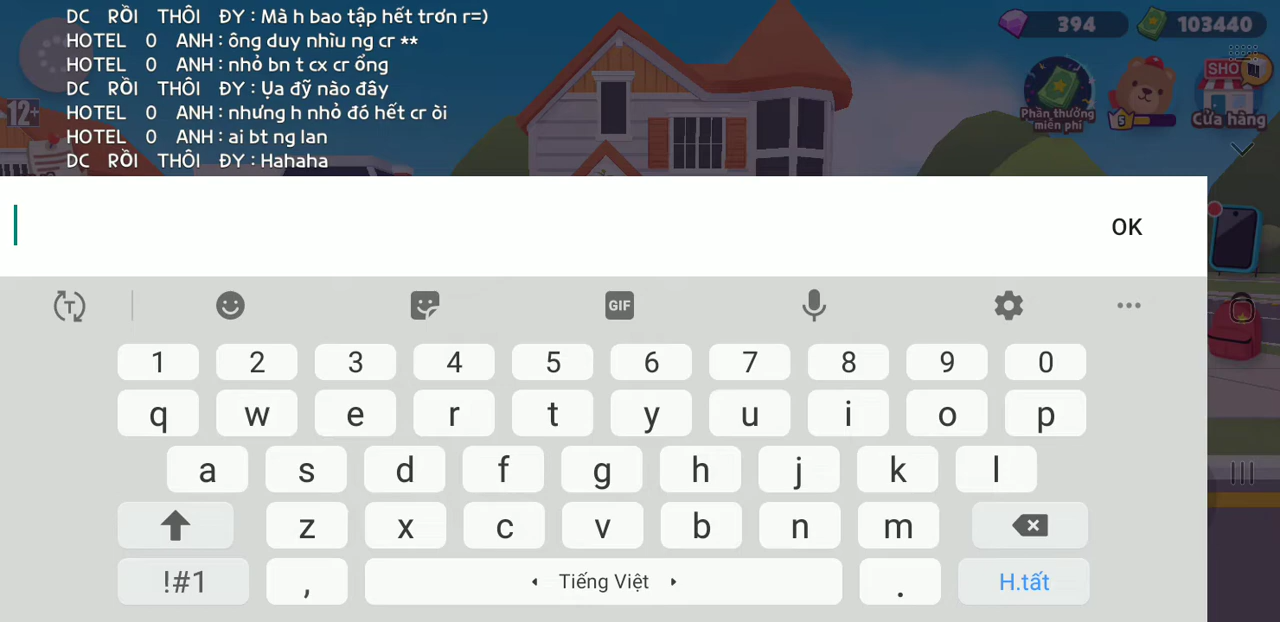 DC RỒI THÔI ĐY : Mà h bao tập hết trơn r=)
HOTEL 0 ANH : ông duy nhìu ng cr **
HOTEL 0 ANH : nhỏ bn t cx cr ổng
DC RỒI THÔI ĐY : Ụa đỹ nào đây
HOTEL 0 ANH : nhưng h nhỏ đó hết cr òi
HOTEL 0 ANH : ai bt ng lan
DC RỒI THÔI ĐY : Hahaha
394
103440
12+
Phần thưởng
miễn phí
5
SHO
Cửa hàng
OK
T
GIF
1 2 3 4 5 6 7 8 9 0
q w e r t y u i o p
a s d f g h j k l
z x c v b n m
!#1 , Tiếng Việt . H.tất